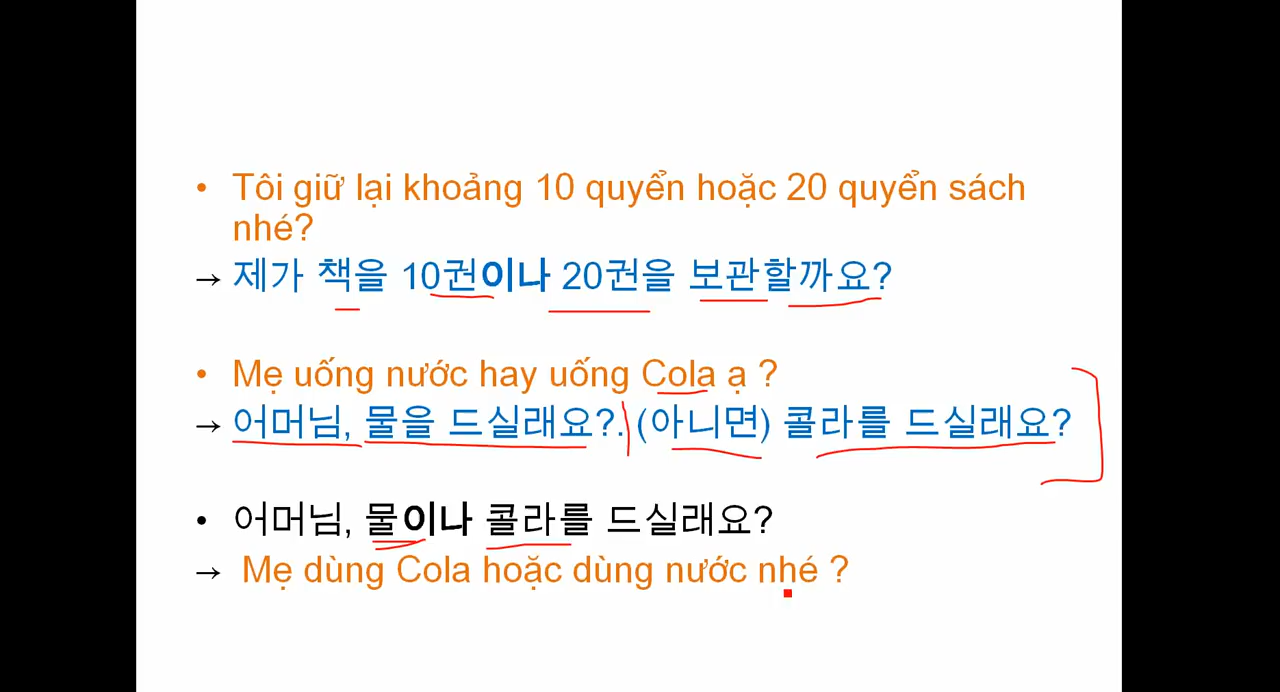 • Tôi giữ lại khoảng 10 quyển hoặc 20 quyển sách
nhé?
→ 제가 책을 10권이나 20권을 보관할까요?
• Mẹ uống nước hay uống Cola ạ ?
→ 어머님, 물을 드실래요?. (아니면) 콜라를 드실래요?
• 어머님, 물이나 콜라를 드실래요?
→ Mẹ dùng Cola hoặc dùng nước nhé ?